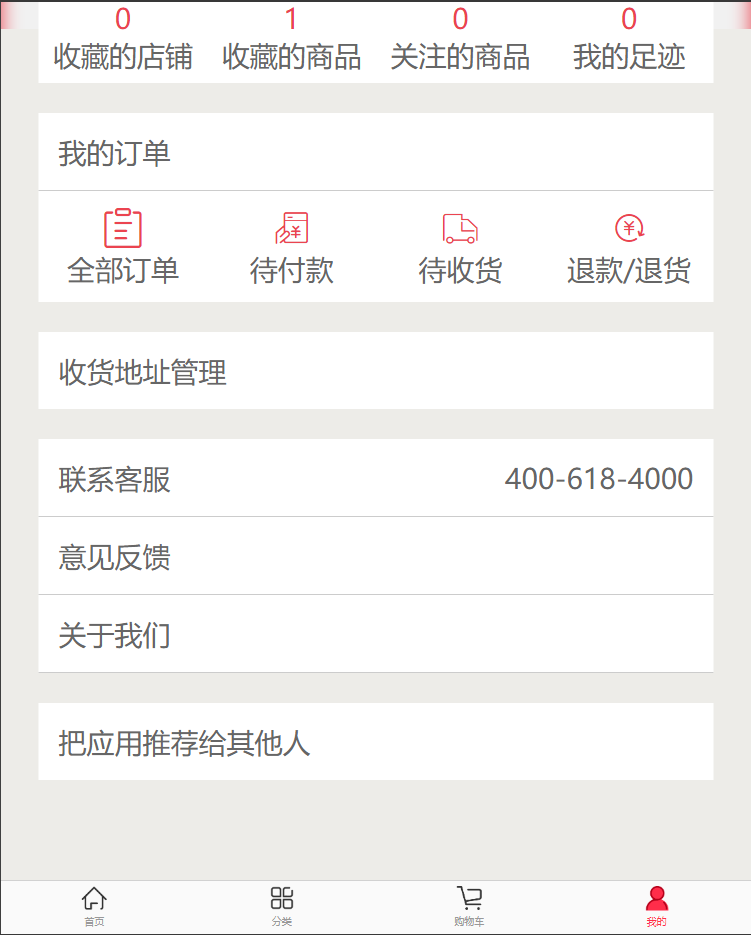 0 1 0 0
收藏的店铺 收藏的商品 关注的商品 我的足迹
我的订单
全部订单 待付款 待收货 退款/退货
收货地址管理
联系客服 400-618-4000
意见反馈
关于我们
把应用推荐给其他人
首页 分类 购物车 我的